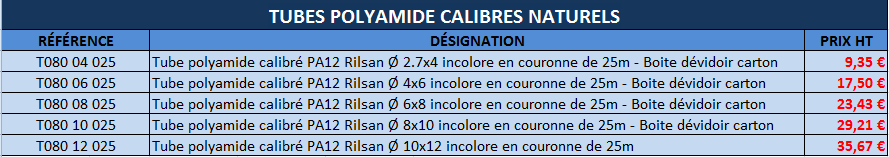 TUBES POLYAMIDE CALIBRES NATURELS
RÉFÉRENCE DÉSIGNATION PRIX HT
T080 04 025 Tube polyamide calibré PA12 Rilsan Ø 2.7x4 incolore en couronne de 25m - Boite dévidoir carton 9,35 €
T080 06 025 Tube polyamide calibré PA12 Rilsan Ø 4x6 incolore en couronne de 25m - Boite dévidoir carton 17,50 €
T080 08 025 Tube polyamide calibré PA12 Rilsan Ø 6x8 incolore en couronne de 25m - Boite dévidoir carton 23,43 €
T080 10 025 Tube polyamide calibré PA12 Rilsan Ø 8x10 incolore en couronne de 25m - Boite dévidoir carton 29,21 €
T080 12 025 Tube polyamide calibré PA12 Rilsan Ø 10x12 incolore en couronne de 25m 35,67 €